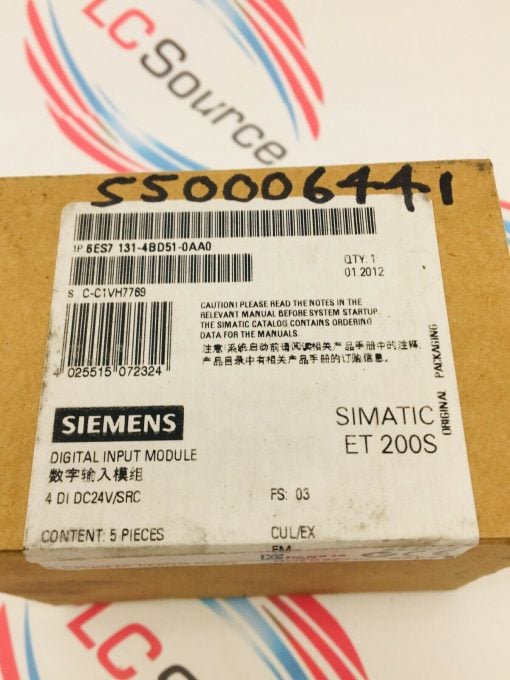 LC
Source
550006441
1P 6ES7 131-4BD51-0AA0
QTY. 1
01.2012
S C-C1VH7769
CAUTION! PLEASE READ THE NOTES IN THE
RELEVANT MANUAL BEFORE SYSTEM STARTUP.
THE SIMATIC CATALOG CONTAINS ORDERING
DATA FOR THE MANUALS.
注意:系统启动前请阅读相关产品手册中的注释,
产品目录中有相关产品手册的订购信息.
4 025515 072324
ORIGINAL PACKAGING
SIEMENS
SIMATIC
ET 200S
DIGITAL INPUT MODULE
数字输入模组
4 DI DC24V/SRC
FS: 03
CONTENT: 5 PIECES
CUL/EX
FM
LC
Source